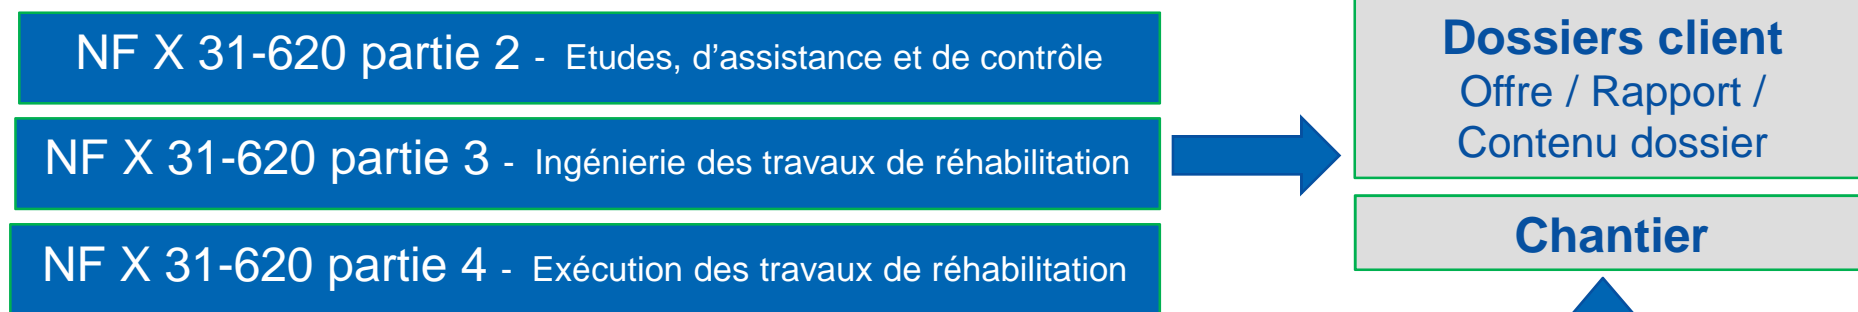 NF X 31-620 partie 2 - Etudes, d'assistance et de contrôle
NF X 31-620 partie 3 - Ingénierie des travaux de réhabilitation
NF X 31-620 partie 4 - Exécution des travaux de réhabilitation
Dossiers client
Offre / Rapport /
Contenu dossier
Chantier